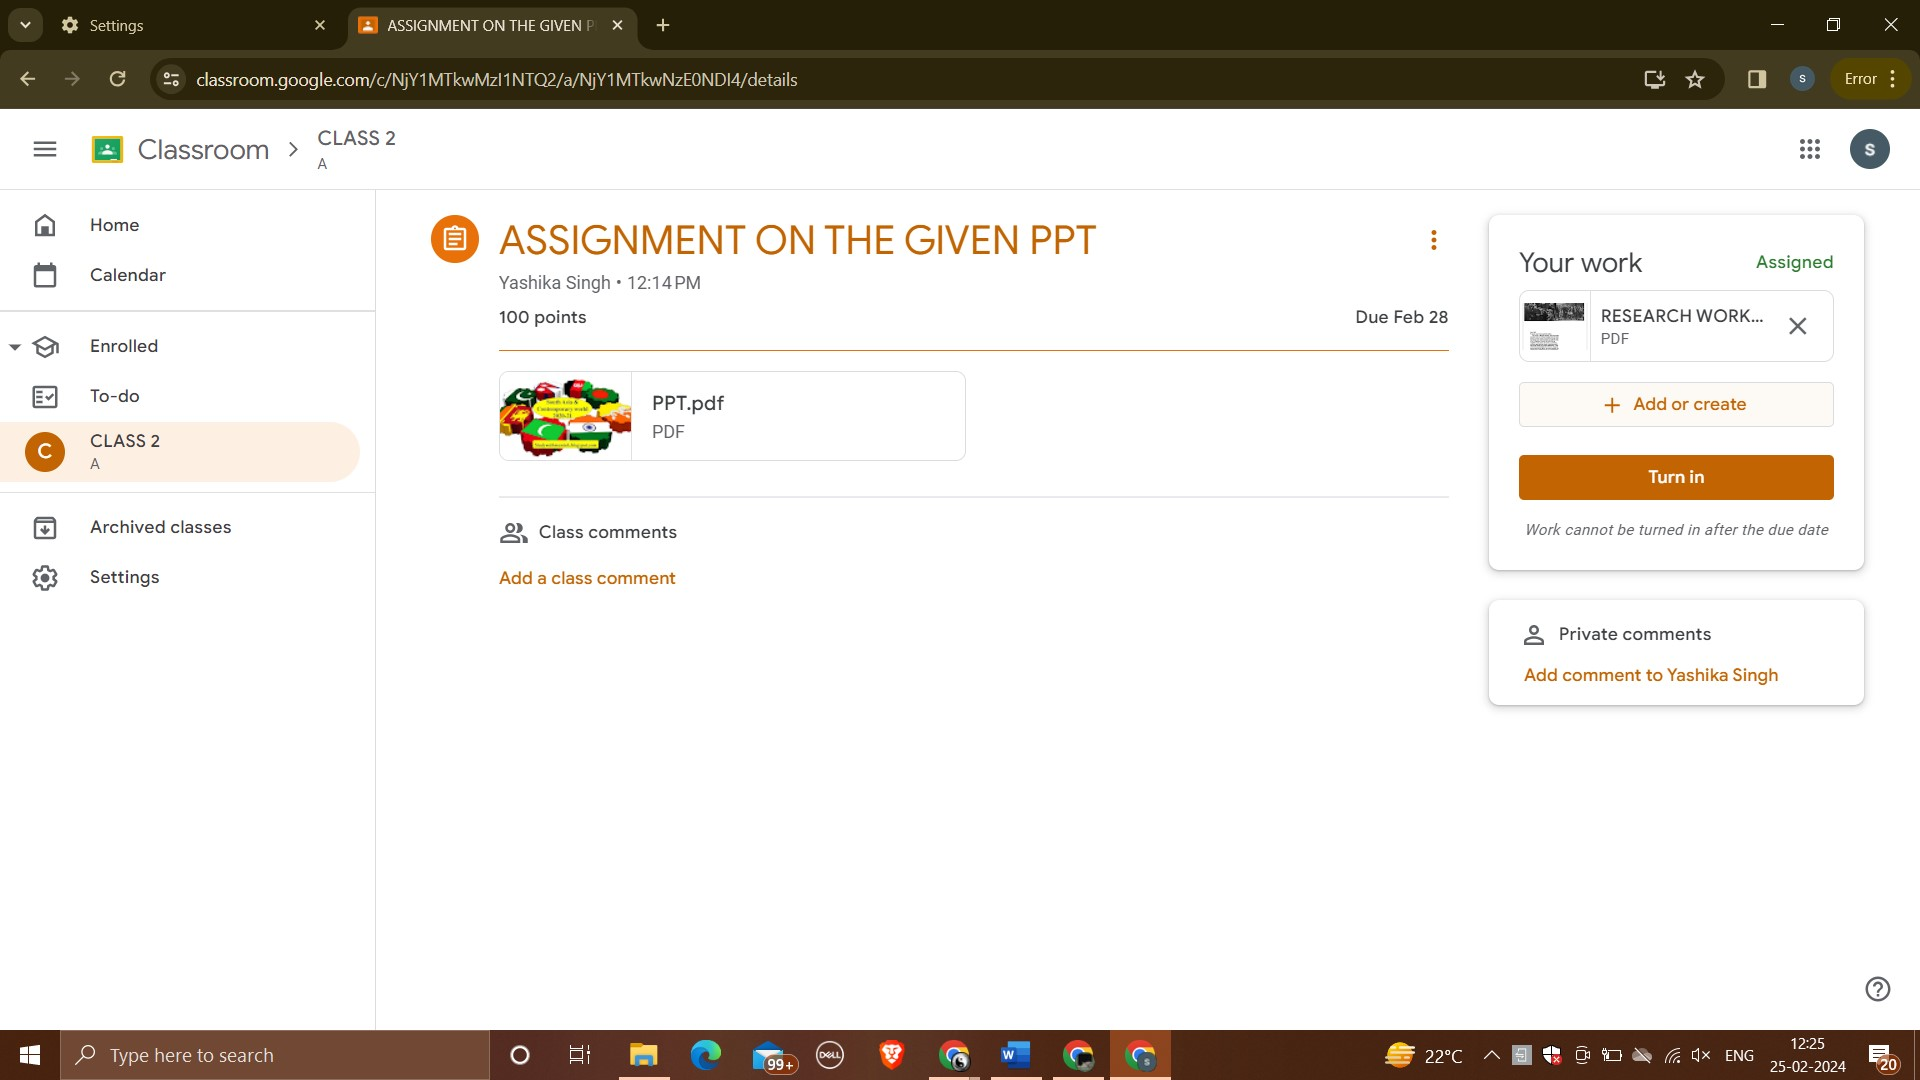 Settings
ASSIGNMENT ON THE GIVEN P
classroom.google.com/c/NjY1MTkwMzI1NTQ2/a/NjY1MTkwNzE0NDI4/details
s
Error
Classroom
CLASS 2
A
S
Home
Calendar
Enrolled
To-do
C
CLASS 2
A
Archived classes
Settings
ASSIGNMENT ON THE GIVEN PPT
Yashika Singh • 12:14 PM
100 points
Due Feb 28
PPT.pdf
PDF
Class comments
Add a class comment
Your work
Assigned
RESEARCH WORK...
PDF
Add or create
Turn in
Work cannot be turned in after the due date
Private comments
Add comment to Yashika Singh
Type here to search
99+
DELL
W
22°C
ENG
12:25
25-02-2024
20